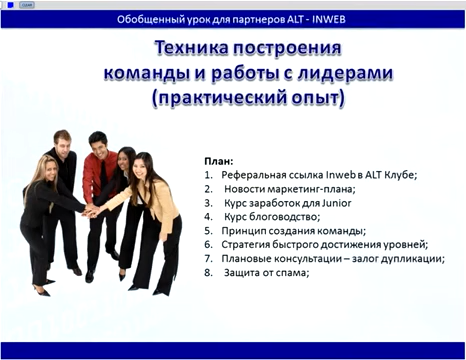 Обобщенный урок для партнеров ALT - INWEB
Техника построения
команды и работы с лидерами
(практический опыт)
План:
1. Реферальная ссылка Inweb в ALT Клубе;
2. Новости маркетинг-плана;
3. Курс заработок для Junior
4. Курс блоговодство;
5. Принцип создания команды;
6. Стратегия быстрого достижения уровней;
7. Плановые консультации – залог дупликации;
8. Защита от спама;